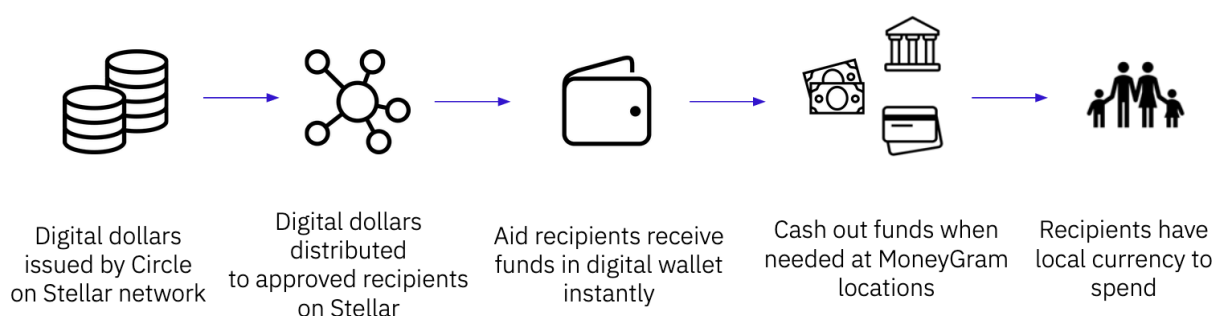 Digital dollars
issued by Circle
on Stellar network
Digital dollars
distributed
to approved recipients
on Stellar
Aid recipients receive
funds in digital wallet
instantly
Cash out funds when
needed at MoneyGram
locations
Recipients have
local currency to
spend